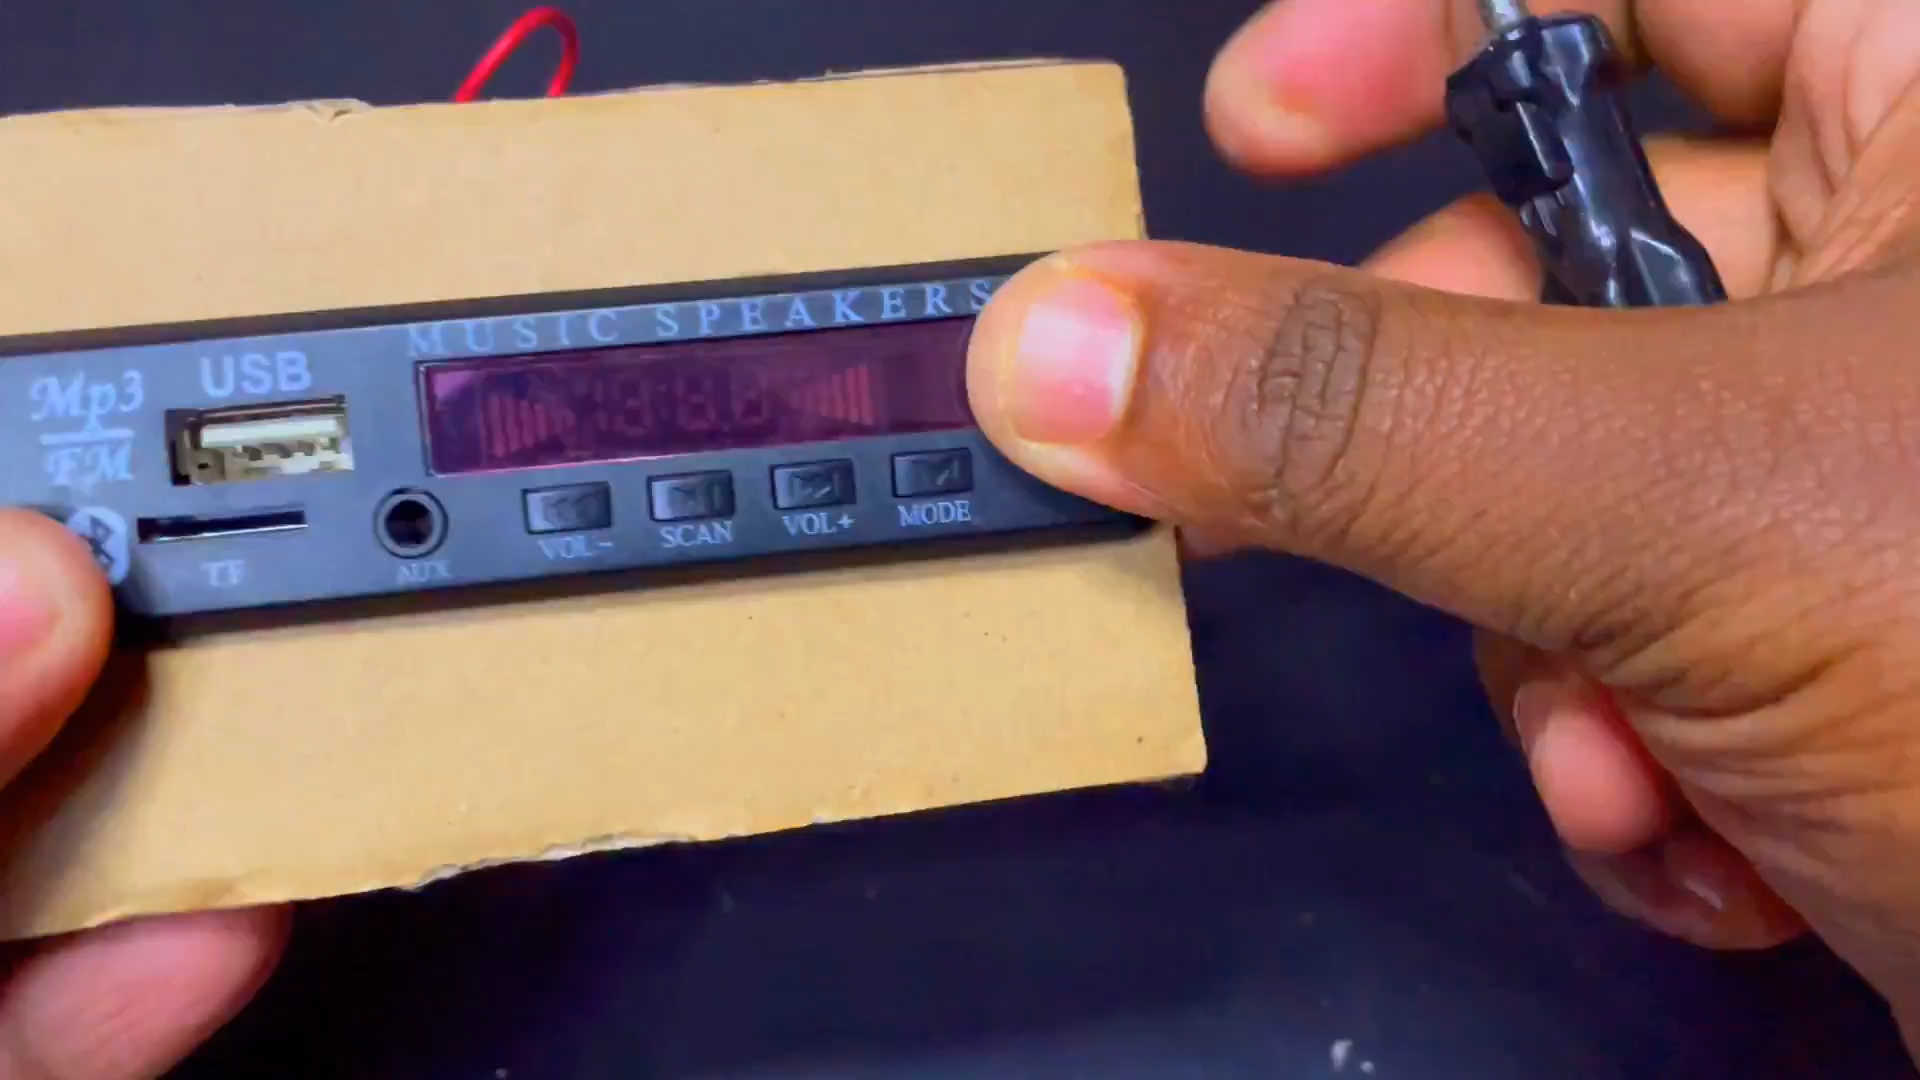 MUSIC SPEAKERS
Mp3
FM
USB
TF
AUX
VOL-
SCAN
VOL+
MODE